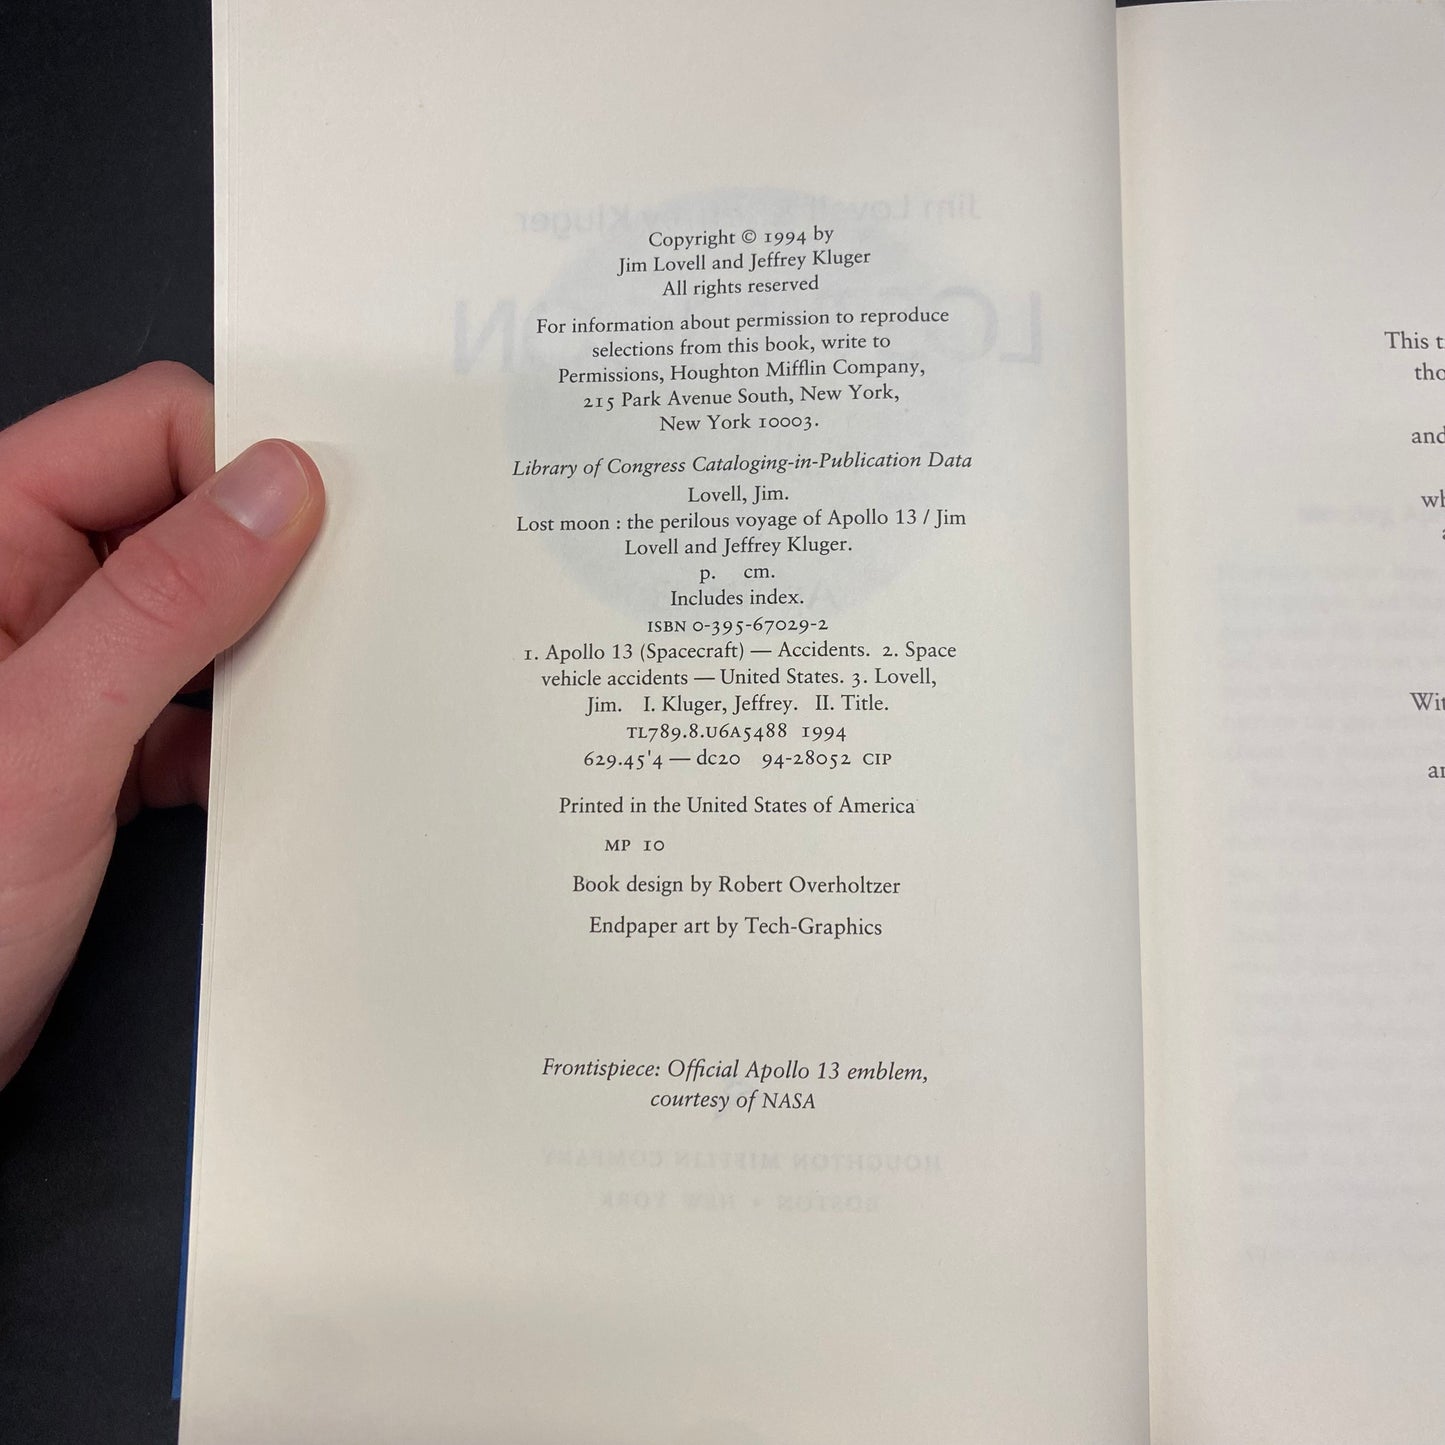 Copyright © 1994 by
Jim Lovell and Jeffrey Kluger
All rights reserved
For information about permission to reproduce
selections from this book, write to
Permissions, Houghton Mifflin Company,
215 Park Avenue South, New York,
New York 10003.
Library of Congress Cataloging-in-Publication Data
Lovell, Jim.
Lost moon : the perilous voyage of Apollo 13 / Jim
Lovell and Jeffrey Kluger.
p. cm.
Includes index.
ISBN 0-395-67029-2
1. Apollo 13 (Spacecraft) — Accidents. 2. Space
vehicle accidents — United States. 3. Lovell,
Jim. I. Kluger, Jeffrey. II. Title.
TL789.8.U6A5488 1994
629.45'4 — dc20 94-28052 CIP
Printed in the United States of America
MP 10
Book design by Robert Overholtzer
Endpaper art by Tech-Graphics
Frontispiece: Official Apollo 13 emblem,
courtesy of NASA
This
and